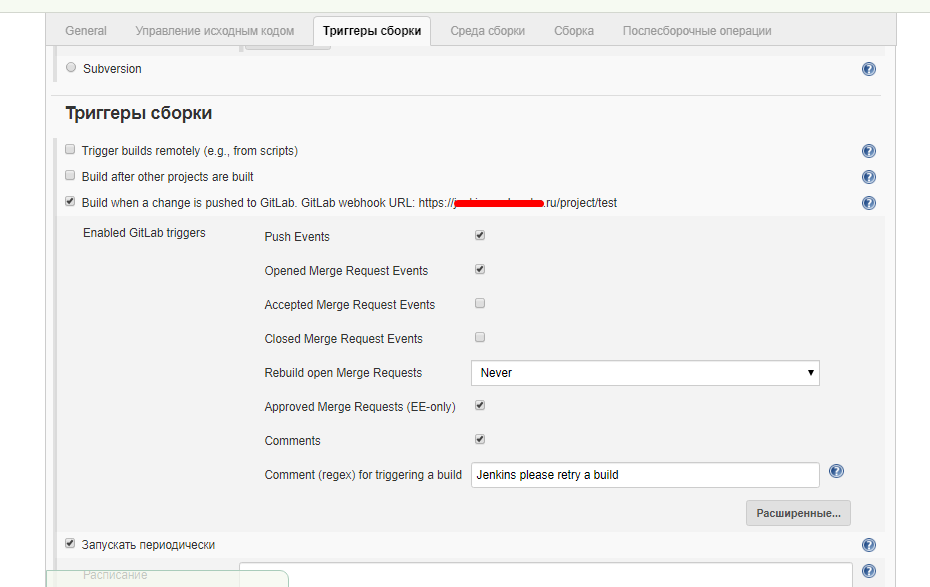 General Управление исходным кодом Триггеры сборки Среда сборки Сборка Послесборочные операции
Subversion
Триггеры сборки
Trigger builds remotely (e.g., from scripts)
Build after other projects are built
Build when a change is pushed to GitLab. GitLab webhook URL: https:// .ru/project/test
Enabled GitLab triggers
Push Events
Opened Merge Request Events
Accepted Merge Request Events
Closed Merge Request Events
Rebuild open Merge Requests Never
Approved Merge Requests (EE-only)
Comments
Comment (regex) for triggering a build Jenkins please retry a build
Расширенные...
Запускать периодически
Расписание